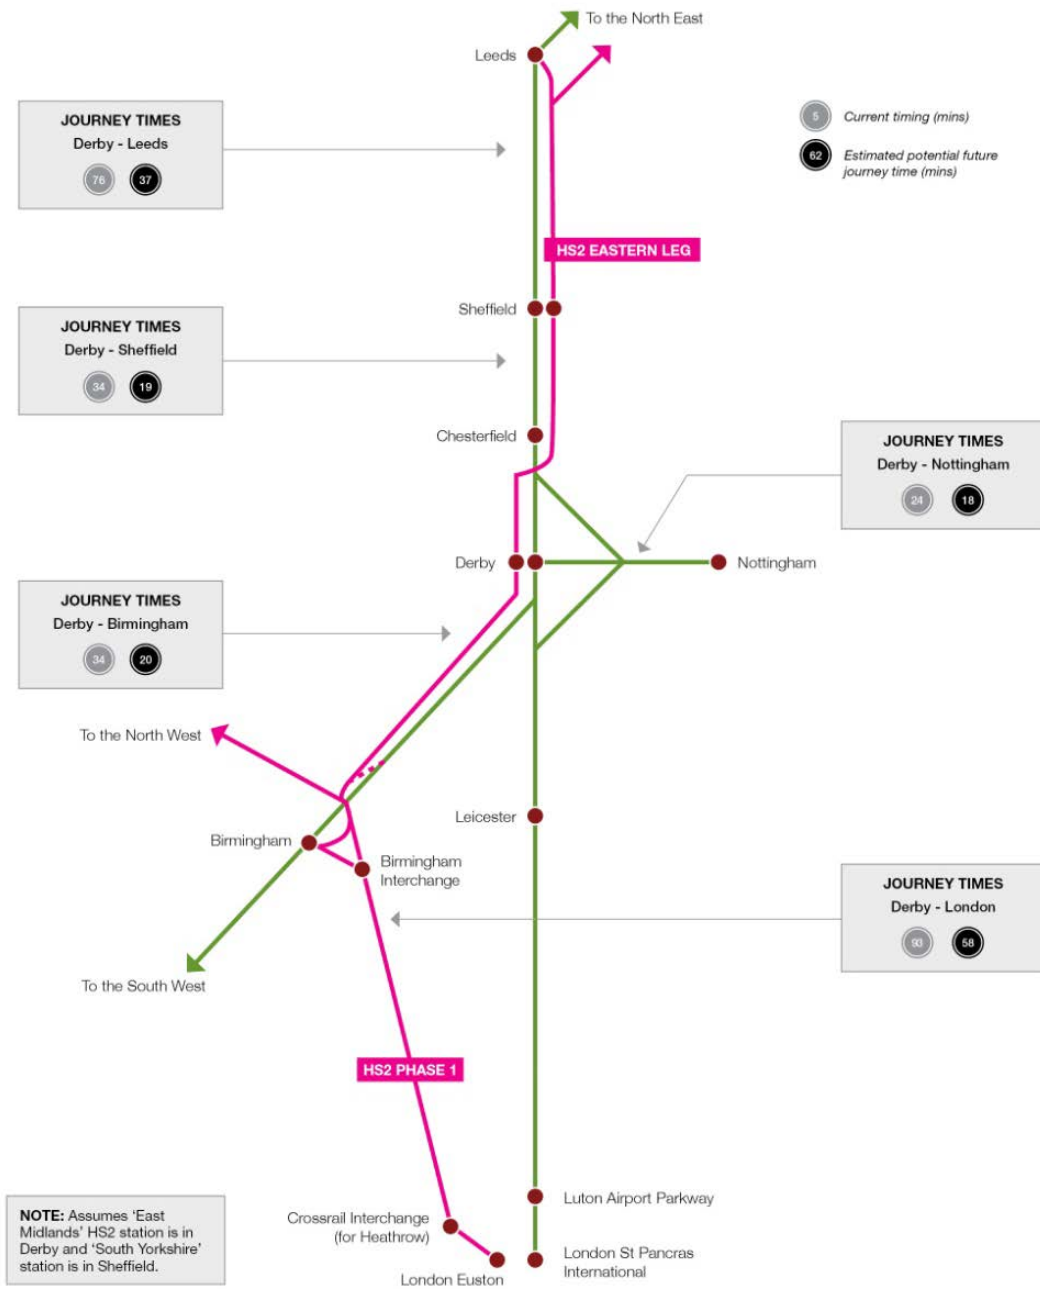 To the North East
Leeds
JOURNEY TIMES
Derby - Leeds
76 37
5 Current timing (mins)
62 Estimated potential future
journey time (mins)
HS2 EASTERN LEG
JOURNEY TIMES
Derby - Sheffield
34 19
Sheffield
Chesterfield
JOURNEY TIMES
Derby - Nottingham
24 18
Derby
Nottingham
JOURNEY TIMES
Derby - Birmingham
34 20
To the North West
Leicester
Birmingham
Birmingham
Interchange
JOURNEY TIMES
Derby - London
93 58
To the South West
HS2 PHASE 1
Luton Airport Parkway
NOTE: Assumes ‘East
Midlands’ HS2 station is in
Derby and ‘South Yorkshire’
station is in Sheffield.
Crossrail Interchange
(for Heathrow)
London Euston
London St Pancras
International